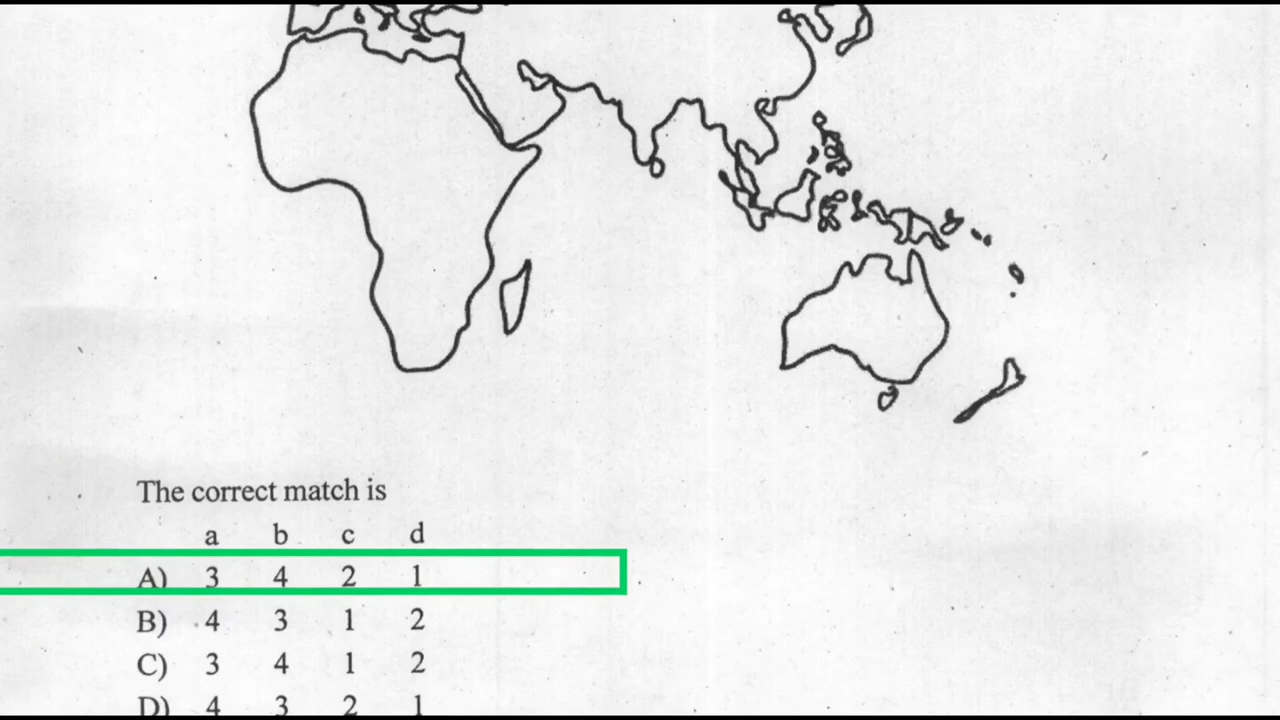 The correct match is
a b c d
A) 3 4 2 1
B) 4 3 1 2
C) 3 4 1 2
D) 4 3 2 1